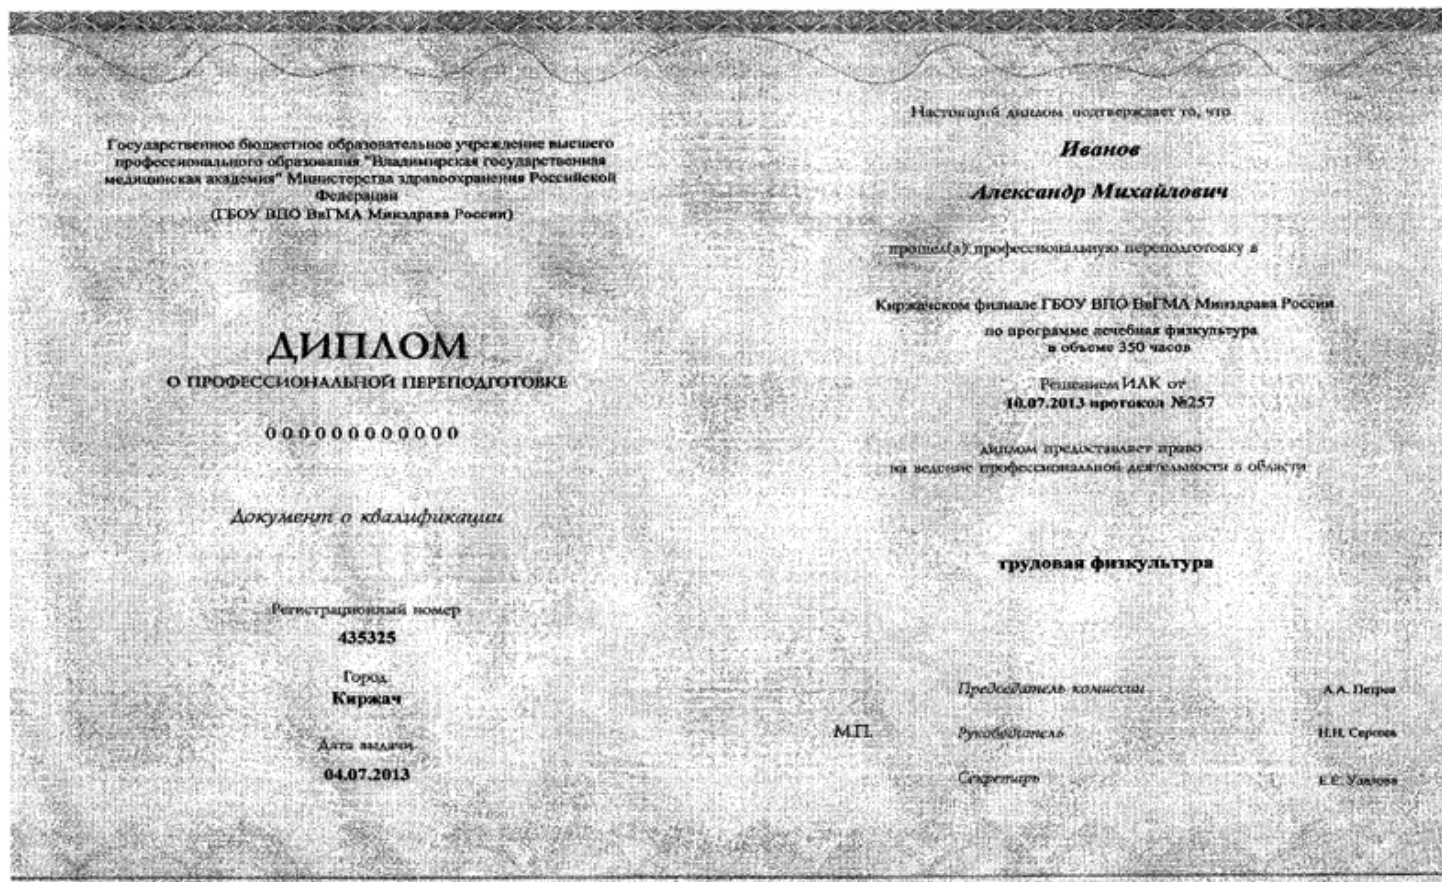 Государственное бюджетное образовательное учреждение высшего
профессионального образования "Владимирская государственная
медицинская академия" Министерства здравоохранения Российской
Федерации
(ГБОУ ВПО ВлГМА Минздрава России)
ДИПЛОМ
О ПРОФЕССИОНАЛЬНОЙ ПЕРЕПОДГОТОВКЕ
000000000000
Документ о квалификации
Регистрационный номер
435325
Город
Киржач
Дата выдачи
04.07.2013
Настоящий диплом подтверждает то, что
Иванов
Александр Михайлович
прошел(а) профессиональную переподготовку в
Киржачском филиале ГБОУ ВПО ВлГМА Минздрава России
по программе лечебная физкультура
в объеме 350 часов
Решением ИАК от
10.07.2013 протокол №257
диплом предоставляет право
на ведение профессиональной деятельности в области
трудовая физкультура
Председатель комиссии А.А. Петров
М.П. Руководитель Н.Н.
Секретарь Е.Е.